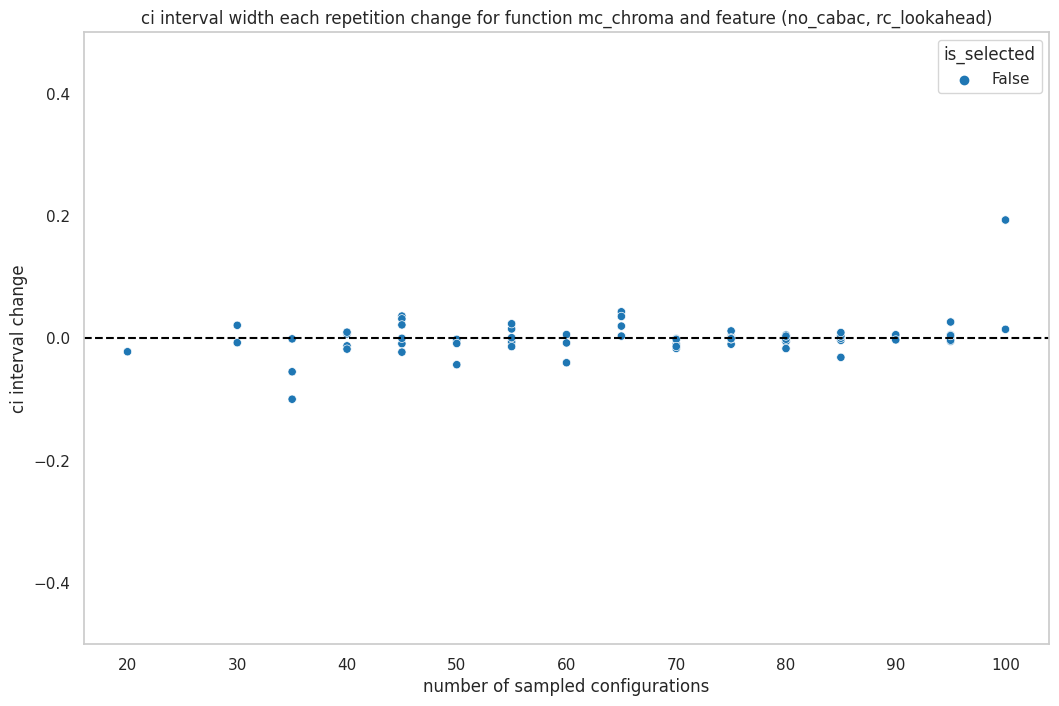 ci interval width each repetition change for function mc_chroma and feature (no_cabac, rc_lookahead)
is_selected
False
ci interval change
0.4
0.2
0.0
−0.2
−0.4
20 30 40 50 60 70 80 90 100
number of sampled configurations